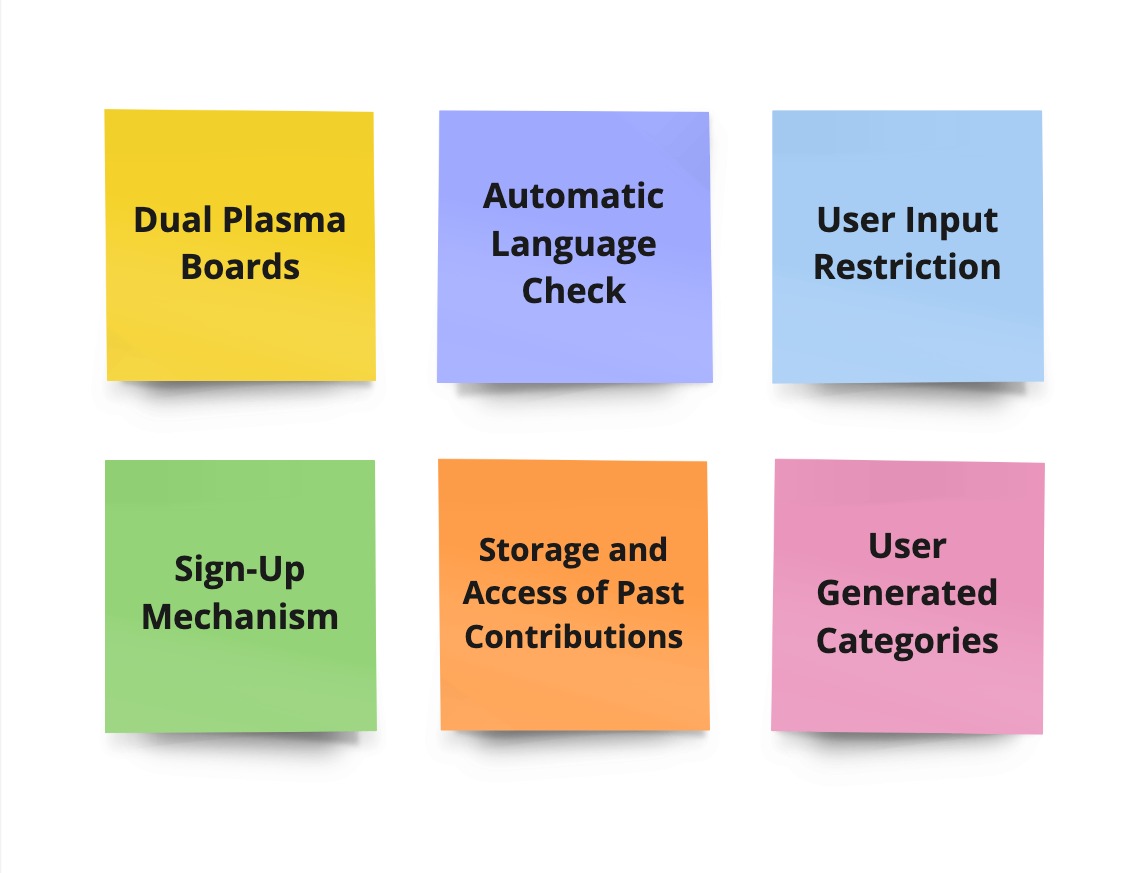 Dual Plasma
Boards
Automatic
Language
Check
User Input
Restriction
Sign-Up
Mechanism
Storage and
Access of Past
Contributions
User
Generated
Categories